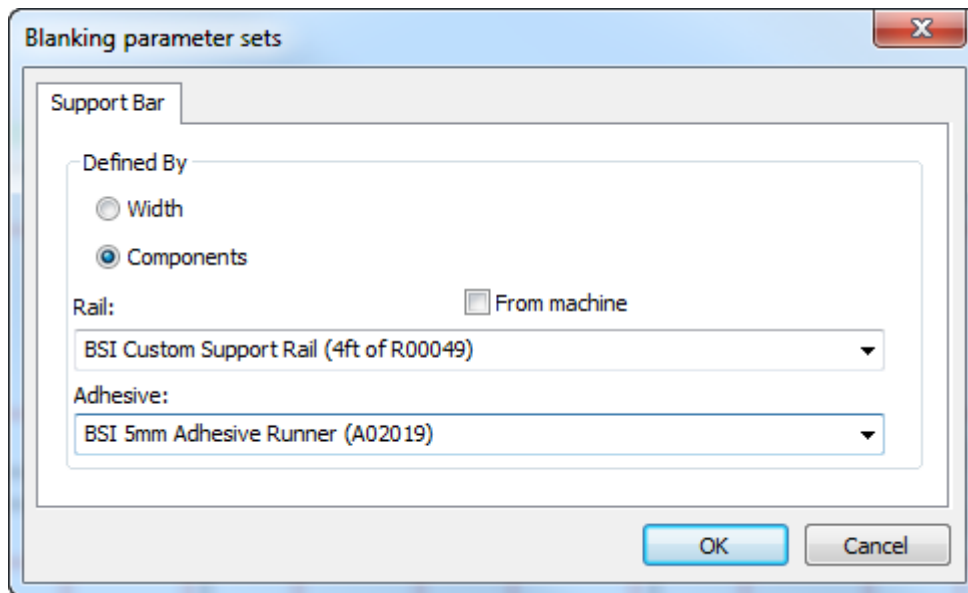 Blanking parameter sets
Support Bar
Defined By
Width
Components
Rail:
From machine
BSI Custom Support Rail (4ft of R00049)
Adhesive:
BSI 5mm Adhesive Runner (A02019)
OK
Cancel